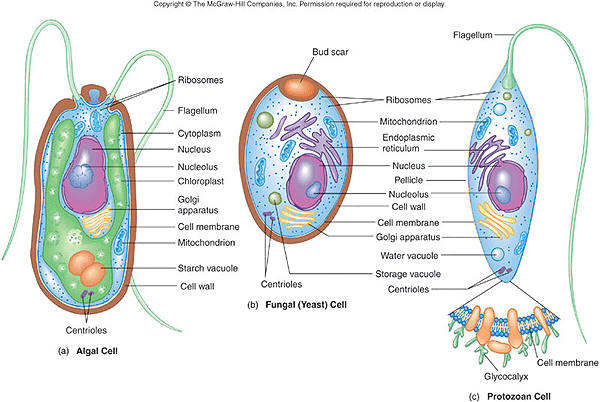 Copyright © The McGraw-Hill Companies, Inc. Permission required for reproduction or display.
Ribosomes
Flagellum
Cytoplasm
Nucleus
Nucleolus
Chloroplast
Golgi
apparatus
Cell membrane
Mitochondrion
Starch vacuole
Cell wall
Centrioles
(a) Algal Cell
Bud scar
Ribosomes
Mitochondrion
Endoplasmic
reticulum
Nucleus
Pellicle
Nucleolus
Cell wall
Cell membrane
Golgi apparatus
Water vacuole
Storage vacuole
Centrioles
Centrioles
(b) Fungal (Yeast) Cell
Flagellum
Cell membrane
Glycocalyx
(c) Protozoan Cell